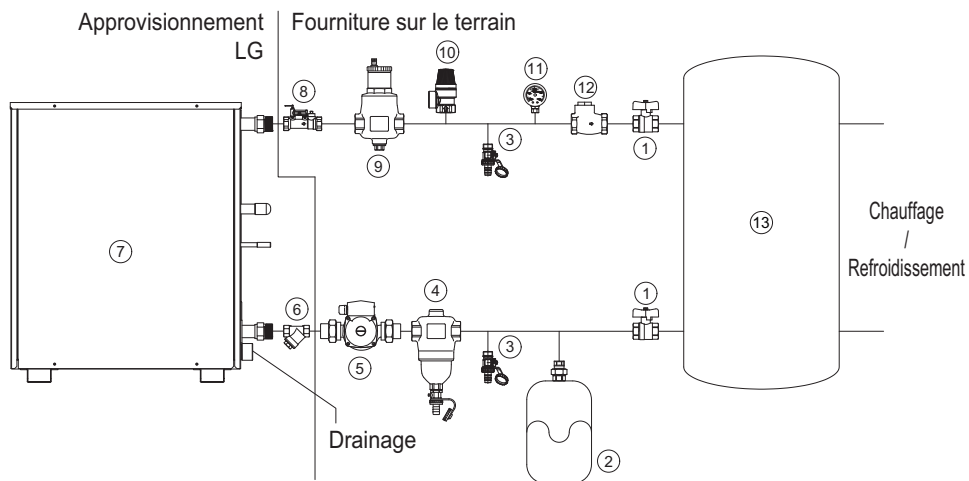 Approvisionnement
LG
Fourniture sur le terrain
10
11
8
12
9
3
1
7
13
Chauffage
/
Refroidissement
6
4
1
5
3
Drainage
2